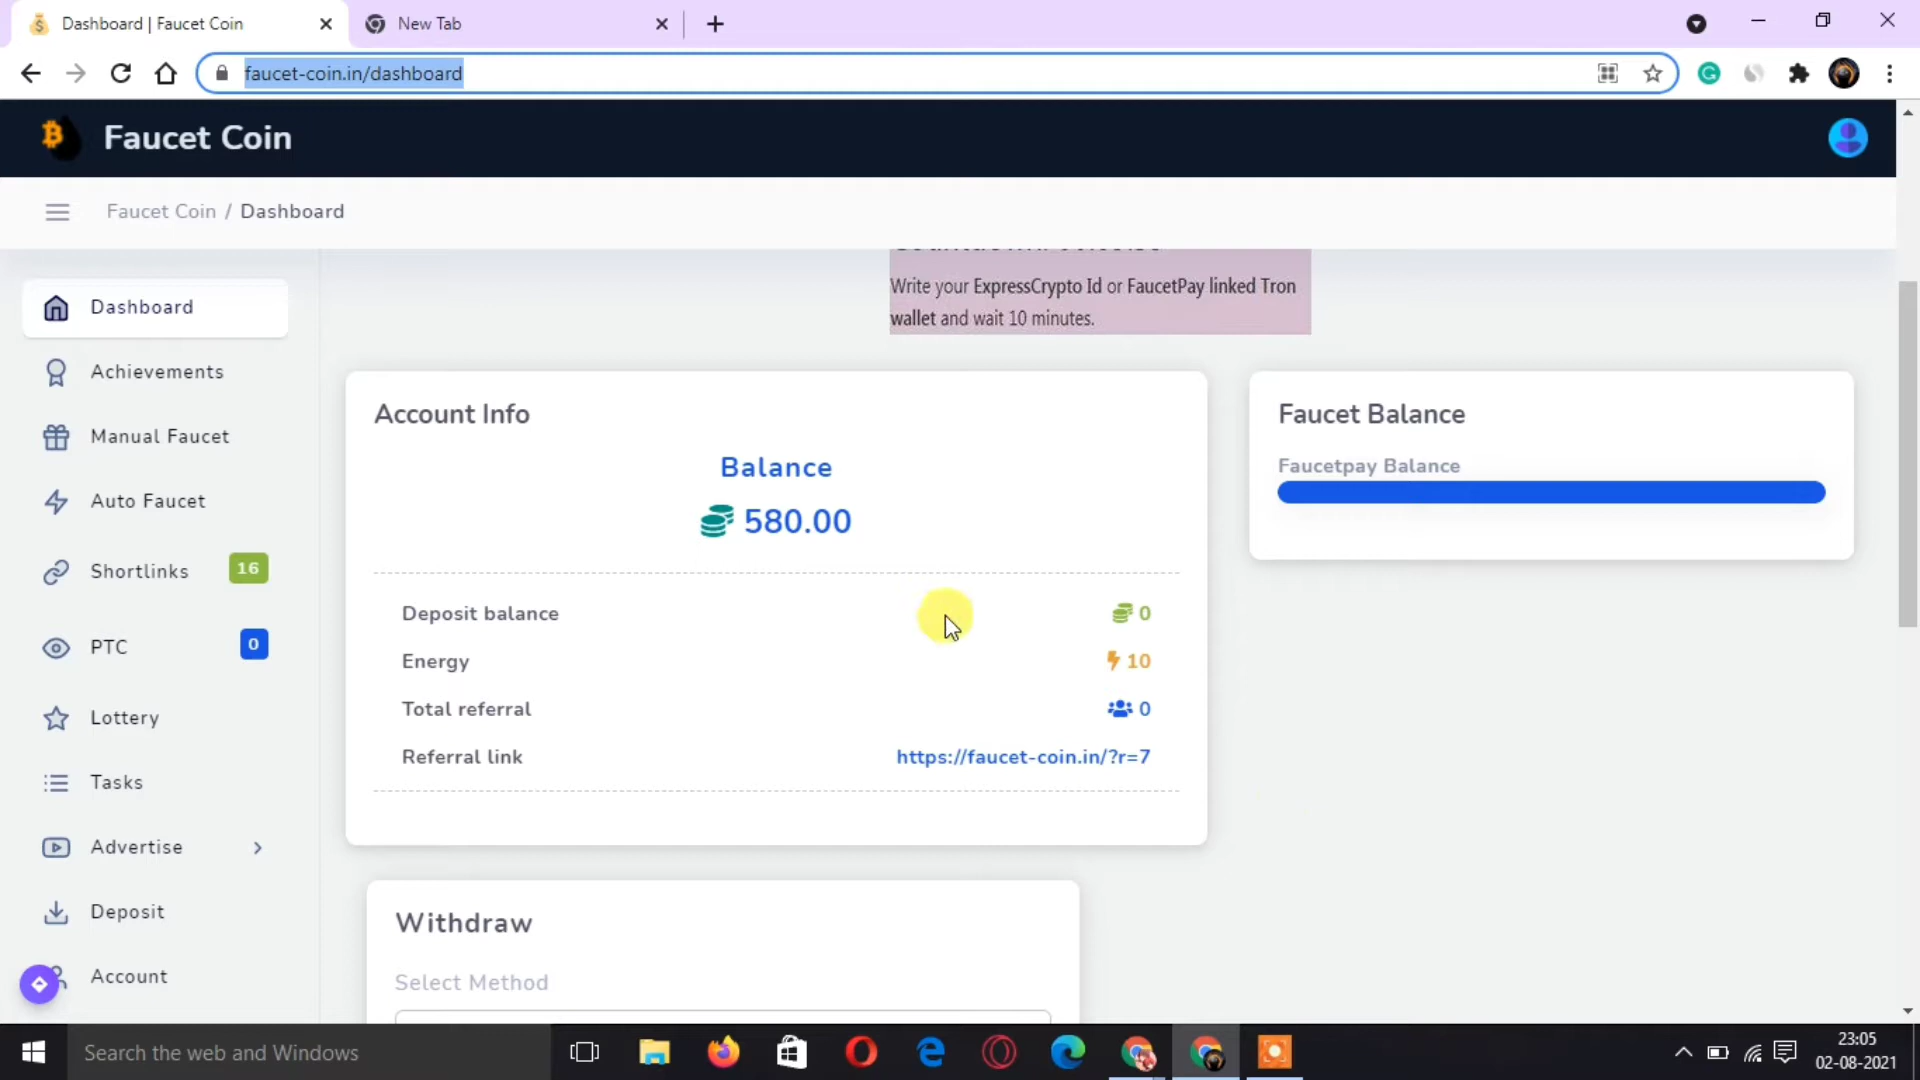 Dashboard | Faucet Coin
New Tab
faucet-coin.in/dashboard
Faucet Coin
Faucet Coin / Dashboard
Write your ExpressCrypto Id or FaucetPay linked Tron
wallet and wait 10 minutes.
Dashboard
Achievements
Manual Faucet
Auto Faucet
Shortlinks 16
PTC 0
Lottery
Tasks
Advertise
Deposit
Account
Account Info
Balance
580.00
Deposit balance 0
Energy 10
Total referral 0
Referral link https://faucet-coin.in/?r=7
Faucet Balance
Faucetpay Balance
Withdraw
Select Method
Search the web and Windows
23:05
02-08-2021